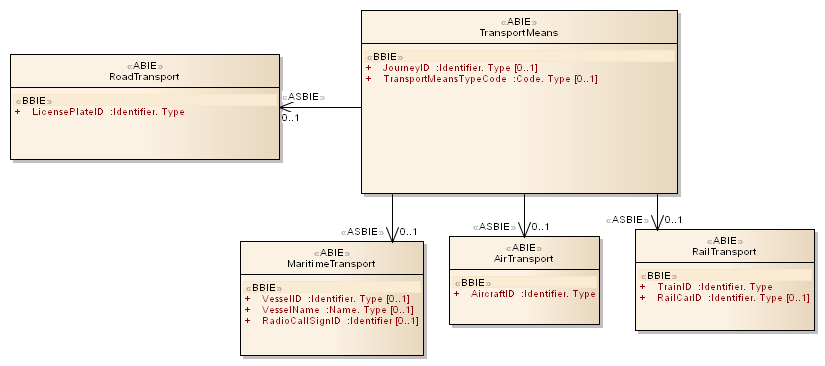 «ABIE»
TransportMeans
«BBIE»
+ JourneyID :Identifier. Type [0..1]
+ TransportMeansTypeCode :Code. Type [0..1]
«ABIE»
RoadTransport
«BBIE»
+ LicensePlateID :Identifier. Type
«ASBIE»
0..1
«ASBIE» 0..1
«ASBIE» 0..1
«ASBIE» 0..1
«ABIE»
MaritimeTransport
«BBIE»
+ VesselID :Identifier. Type [0..1]
+ VesselName :Name. Type [0..1]
+ RadioCallSignID :Identifier [0..1]
«ABIE»
AirTransport
«BBIE»
+ AircraftID :Identifier. Type
«ABIE»
RailTransport
«BBIE»
+ TrainID :Identifier. Type
+ RailCarID :Identifier. Type [0..1]